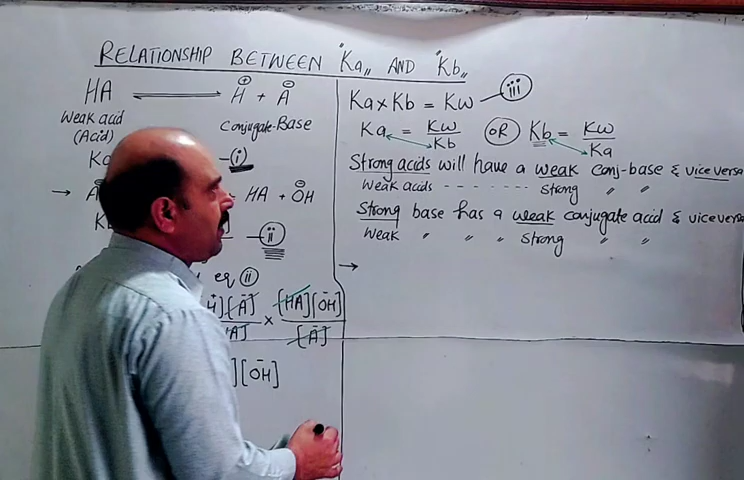 RELATIONSHIP BETWEEN "Ka" AND "Kb"
HA ⇌ H⊕ + A⊖
Weak acid Conjugate-Base
(Acid)
Ka -(i)
→ A HA + OH⊖
K - (ii)
eq (ii)
H⁺][A⁻] × [HA][OH⁻]
A] [A⁻]
][OH⁻]
Ka × Kb = Kw - (iii)
Ka = Kw/Kb OR Kb = Kw/Ka
Strong acids will have a weak conj-base & vice versa
Weak acids - - - - - - - strong " "
Strong base has a weak conjugate acid & vice versa
Weak " " " strong " "
→